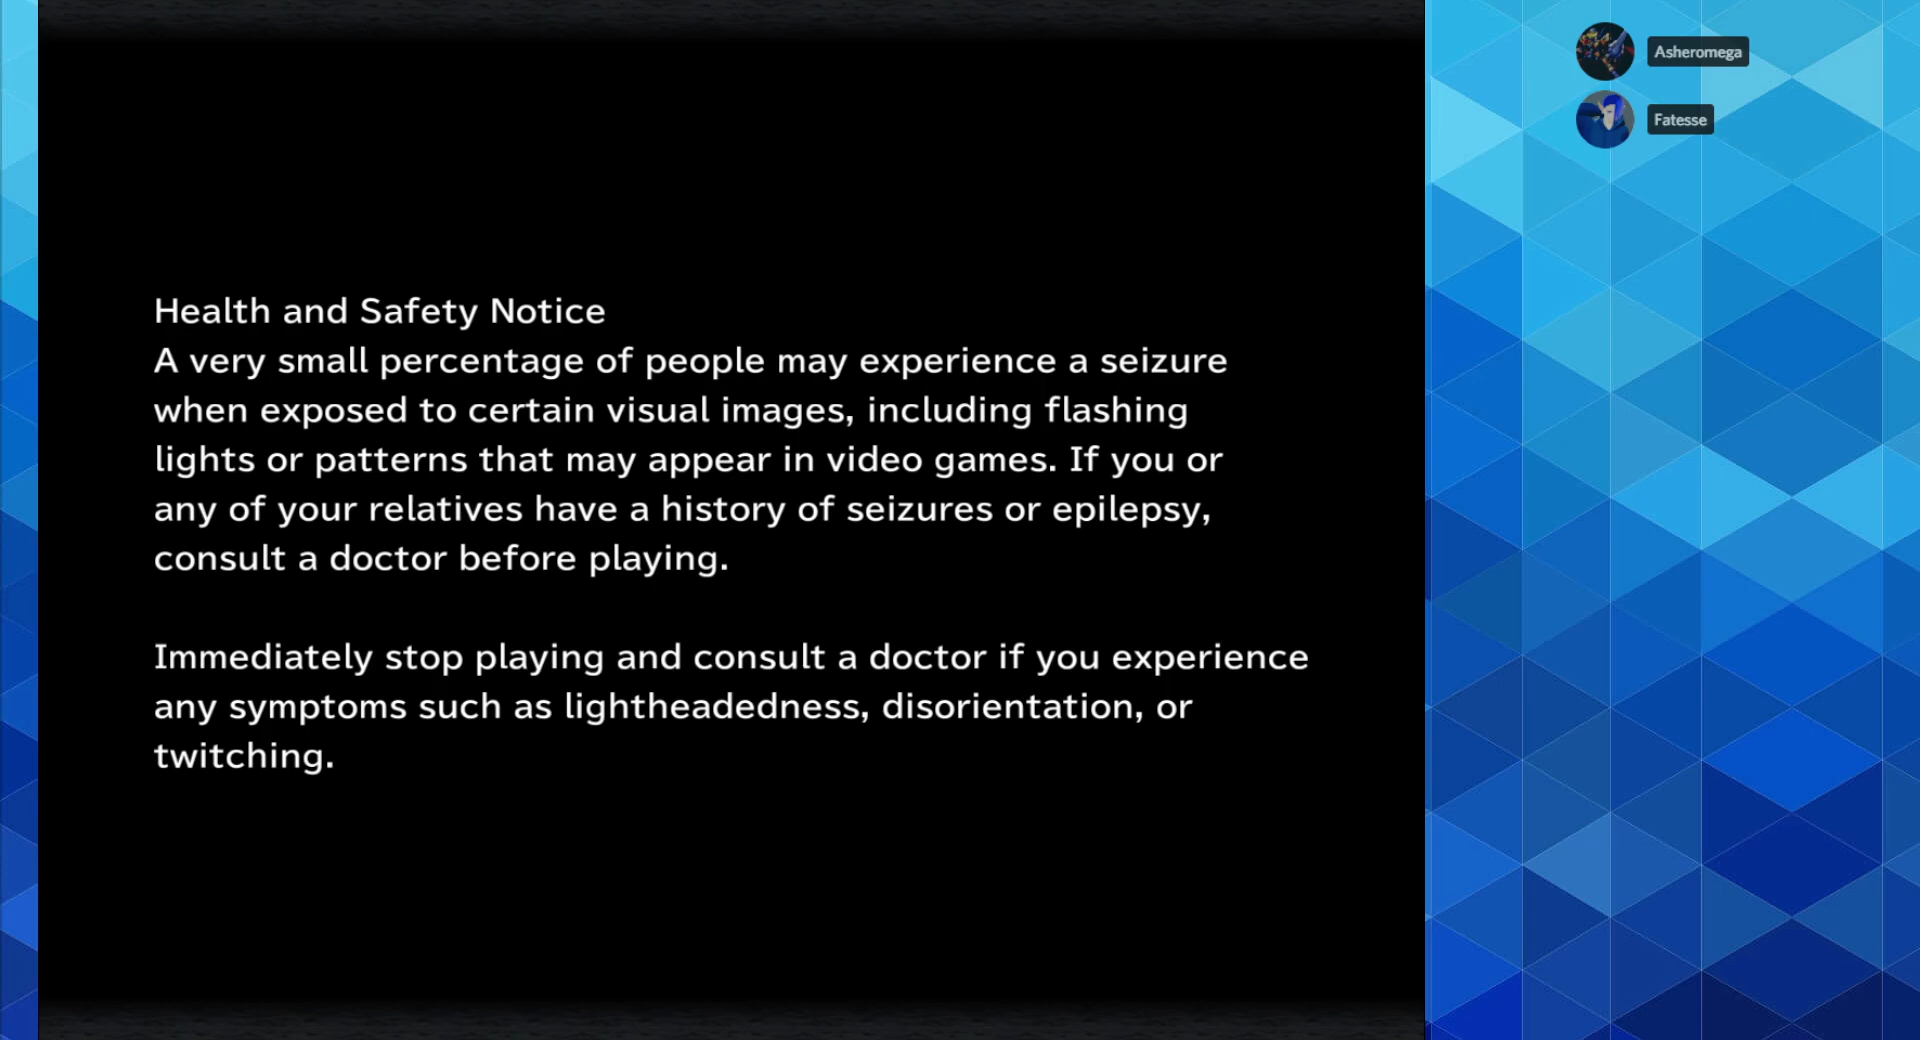 Health and Safety Notice
A very small percentage of people may experience a seizure
when exposed to certain visual images, including flashing
lights or patterns that may appear in video games. If you or
any of your relatives have a history of seizures or epilepsy,
consult a doctor before playing.
Immediately stop playing and consult a doctor if you experience
any symptoms such as lightheadedness, disorientation, or
twitching.
Asheromega
Fatesse